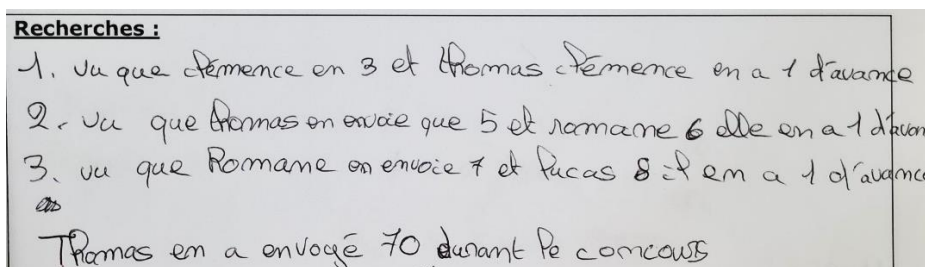 Recherches :
1. vu que clémence en 3 et thomas clémence en a 1 d'avance
2. vu que thomas en envoie que 5 et romane 6 elle en a 1 d'avan
3. vu que Romane en envoie 7 et Lucas 8 il en a 1 d'avance
Thomas en a envoyé 70 durant le concours